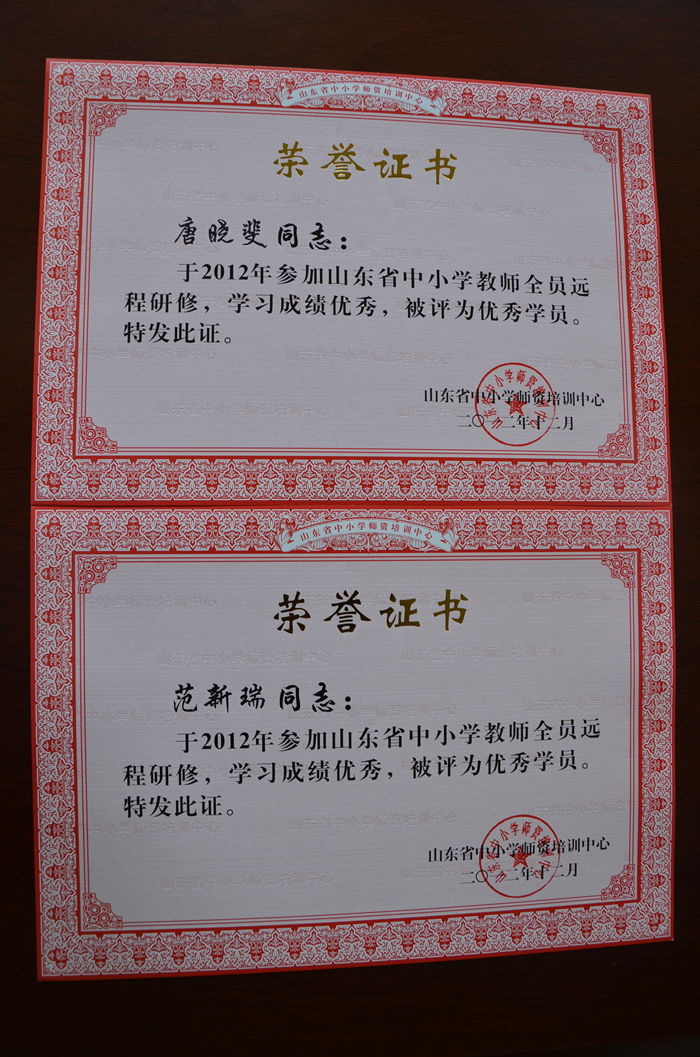 山东省中小学师资培训中心
荣誉证书
唐晓斐同志：
于2012年参加山东省中小学教师全员远
程研修，学习成绩优秀，被评为优秀学员。
特发此证。
山东省中小学师资培训中心
二〇一二年十二月
山东省中小学师资培训中心
荣誉证书
范新瑞同志：
于2012年参加山东省中小学教师全员远
程研修，学习成绩优秀，被评为优秀学员。
特发此证。
山东省中小学师资培训中心
二〇一二年十二月